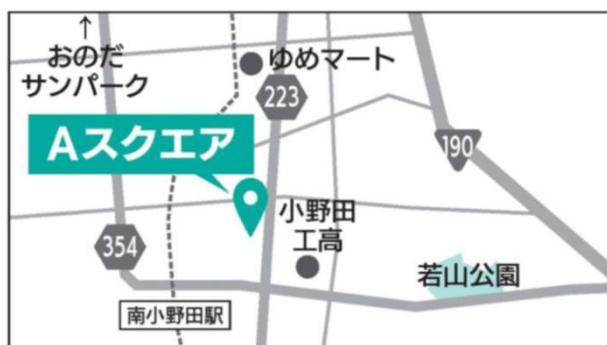 ↑
おのだ
サンパーク
ゆめマート
223
Aスクエア
190
小野田
工高
354
若山公園
南小野田駅